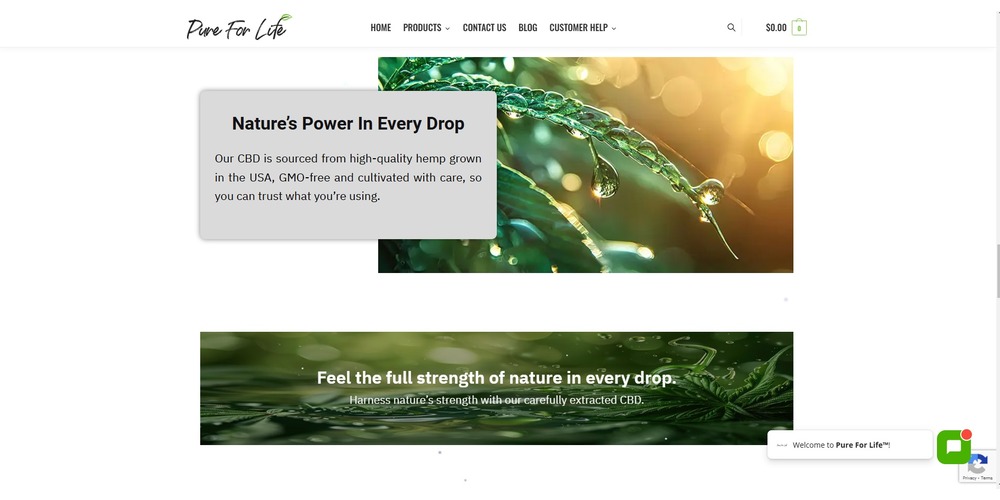 Pure For Life
HOME PRODUCTS CONTACT US BLOG CUSTOMER HELP $0.00 0
Nature's Power In Every Drop
Our CBD is sourced from high-quality hemp grown
in the USA, GMO-free and cultivated with care, so
you can trust what you're using.
Feel the full strength of nature in every drop.
Harness nature's strength with our carefully extracted CBD.
Welcome to Pure For Life™!
Privacy - Terms